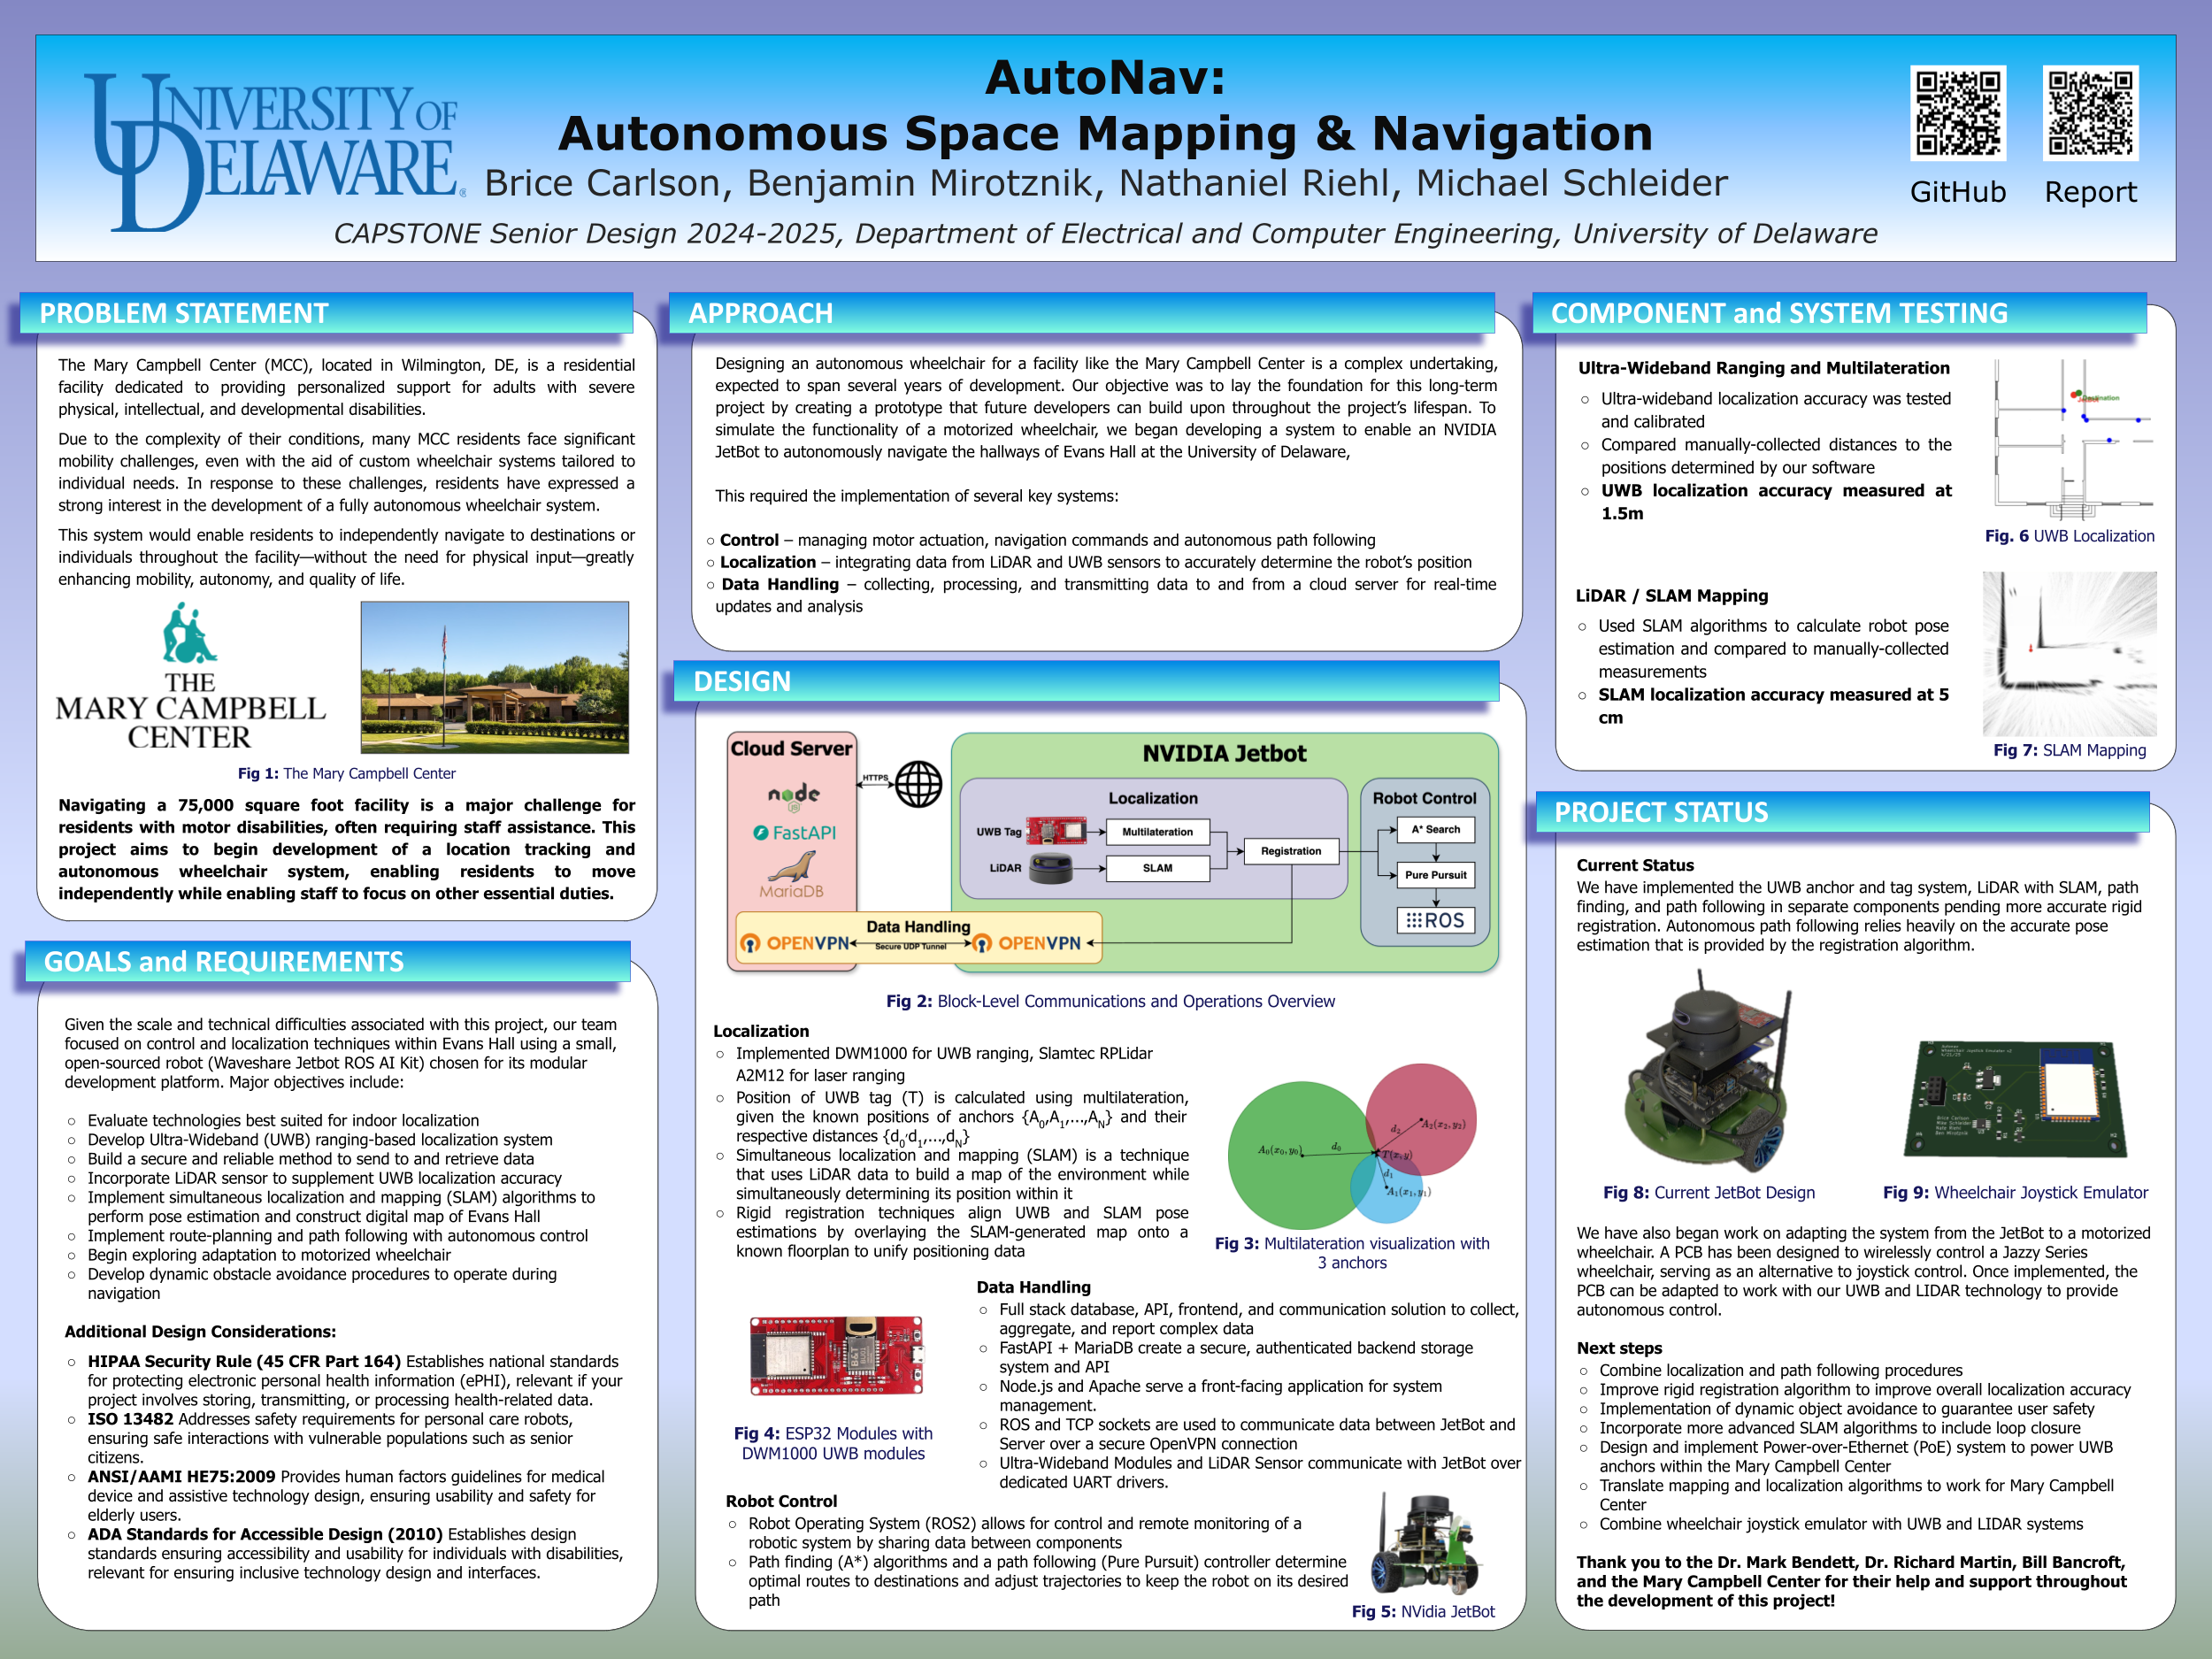 UNIVERSITY OF
DELAWARE
AutoNav:
Autonomous Space Mapping & Navigation
Brice Carlson, Benjamin Mirotznik, Nathaniel Riehl, Michael Schleider
CAPSTONE Senior Design 2024-2025, Department of Electrical and Computer Engineering, University of Delaware
GitHub
Report
PROBLEM STATEMENT
The Mary Campbell Center (MCC), located in Wilmington, DE, is a residential
facility dedicated to providing personalized support for adults with severe
physical, intellectual, and developmental disabilities.
Due to the complexity of their conditions, many MCC residents face significant
mobility challenges, even with the aid of custom wheelchair systems tailored to
individual needs. In response to these challenges, residents have expressed a
strong interest in the development of a fully autonomous wheelchair system.
This system would enable residents to independently navigate to destinations or
individuals throughout the facility—without the need for physical input—greatly
enhancing mobility, autonomy, and quality of life.
THE
MARY CAMPBELL
CENTER
Fig 1: The Mary Campbell Center
Navigating a 75,000 square foot facility is a major challenge for
residents with motor disabilities, often requiring staff assistance. This
project aims to begin development of a location tracking and
autonomous wheelchair system, enabling residents to move
independently while enabling staff to focus on other essential duties.
GOALS and REQUIREMENTS
Given the scale and technical difficulties associated with this project, our team
focused on control and localization techniques within Evans Hall using a small,
open-sourced robot (Waveshare Jetbot ROS AI Kit) chosen for its modular
development platform. Major objectives include:
○ Evaluate technologies best suited for indoor localization
○ Develop Ultra-Wideband (UWB) ranging-based localization system
○ Build a secure and reliable method to send to and retrieve data
○ Incorporate LiDAR sensor to supplement UWB localization accuracy
○ Implement simultaneous localization and mapping (SLAM) algorithms to
perform pose estimation and construct digital map of Evans Hall
○ Implement route-planning and path following with autonomous control
○ Begin exploring adaptation to motorized wheelchair
○ Develop dynamic obstacle avoidance procedures to operate during
navigation
Additional Design Considerations:
○ HIPAA Security Rule (45 CFR Part 164) Establishes national standards
for protecting electronic personal health information (ePHI), relevant if your
project involves storing, transmitting, or processing health-related data.
○ ISO 13482 Addresses safety requirements for personal care robots,
ensuring safe interactions with vulnerable populations such as senior
citizens.
○ ANSI/AAMI HE75:2009 Provides human factors guidelines for medical
device and assistive technology design, ensuring usability and safety for
elderly users.
○ ADA Standards for Accessible Design (2010) Establishes design
standards ensuring accessibility and usability for individuals with disabilities,
relevant for ensuring inclusive technology design and interfaces.
APPROACH
Designing an autonomous wheelchair for a facility like the Mary Campbell Center is a complex undertaking,
expected to span several years of development. Our objective was to lay the foundation for this long-term
project by creating a prototype that future developers can build upon throughout the project's lifespan. To
simulate the functionality of a motorized wheelchair, we began developing a system to enable an NVIDIA
JetBot to autonomously navigate the hallways of Evans Hall at the University of Delaware,
This required the implementation of several key systems:
○ Control – managing motor actuation, navigation commands and autonomous path following
○ Localization – integrating data from LiDAR and UWB sensors to accurately determine the robot's position
○ Data Handling – collecting, processing, and transmitting data to and from a cloud server for real-time
updates and analysis
DESIGN
Cloud Server
node
JS
FastAPI
MariaDB
HTTPS
NVIDIA Jetbot
Localization
UWB Tag
Multilateration
LiDAR
SLAM
Registration
Robot Control
A* Search
Pure Pursuit
ROS
Data Handling
OPENVPN
Secure UDP Tunnel
OPENVPN
Fig 2: Block-Level Communications and Operations Overview
Localization
○ Implemented DWM1000 for UWB ranging, Slamtec RPLidar
A2M12 for laser ranging
○ Position of UWB tag (T) is calculated using multilateration,
given the known positions of anchors {A0,A1,...,AN} and their
respective distances {d0,d1,...,dN}
○ Simultaneous localization and mapping (SLAM) is a technique
that uses LiDAR data to build a map of the environment while
simultaneously determining its position within it
○ Rigid registration techniques align UWB and SLAM pose
estimations by overlaying the SLAM-generated map onto a
known floorplan to unify positioning data
A0(x0,y0)
d0
d2
A2(x2,y2)
T(x,y)
d1
A1(x1,y1)
Fig 3: Multilateration visualization with
3 anchors
Fig 4: ESP32 Modules with
DWM1000 UWB modules
Data Handling
○ Full stack database, API, frontend, and communication solution to collect,
aggregate, and report complex data
○ FastAPI + MariaDB create a secure, authenticated backend storage
system and API
○ Node.js and Apache serve a front-facing application for system
management.
○ ROS and TCP sockets are used to communicate data between JetBot and
Server over a secure OpenVPN connection
○ Ultra-Wideband Modules and LiDAR Sensor communicate with JetBot over
dedicated UART drivers.
Robot Control
○ Robot Operating System (ROS2) allows for control and remote monitoring of a
robotic system by sharing data between components
○ Path finding (A*) algorithms and a path following (Pure Pursuit) controller determine
optimal routes to destinations and adjust trajectories to keep the robot on its desired
path
Fig 5: NVidia JetBot
COMPONENT and SYSTEM TESTING
Ultra-Wideband Ranging and Multilateration
○ Ultra-wideband localization accuracy was tested
and calibrated
○ Compared manually-collected distances to the
positions determined by our software
○ UWB localization accuracy measured at
1.5m
Destination
JetBot
Fig. 6 UWB Localization
LiDAR / SLAM Mapping
○ Used SLAM algorithms to calculate robot pose
estimation and compared to manually-collected
measurements
○ SLAM localization accuracy measured at 5
cm
Fig 7: SLAM Mapping
PROJECT STATUS
Current Status
We have implemented the UWB anchor and tag system, LiDAR with SLAM, path
finding, and path following in separate components pending more accurate rigid
registration. Autonomous path following relies heavily on the accurate pose
estimation that is provided by the registration algorithm.
Fig 8: Current JetBot Design
Fig 9: Wheelchair Joystick Emulator
We have also began work on adapting the system from the JetBot to a motorized
wheelchair. A PCB has been designed to wirelessly control a Jazzy Series
wheelchair, serving as an alternative to joystick control. Once implemented, the
PCB can be adapted to work with our UWB and LIDAR technology to provide
autonomous control.
Next steps
○ Combine localization and path following procedures
○ Improve rigid registration algorithm to improve overall localization accuracy
○ Implementation of dynamic object avoidance to guarantee user safety
○ Incorporate more advanced SLAM algorithms to include loop closure
○ Design and implement Power-over-Ethernet (PoE) system to power UWB
anchors within the Mary Campbell Center
○ Translate mapping and localization algorithms to work for Mary Campbell
Center
○ Combine wheelchair joystick emulator with UWB and LIDAR systems
Thank you to the Dr. Mark Bendett, Dr. Richard Martin, Bill Bancroft,
and the Mary Campbell Center for their help and support throughout
the development of this project!